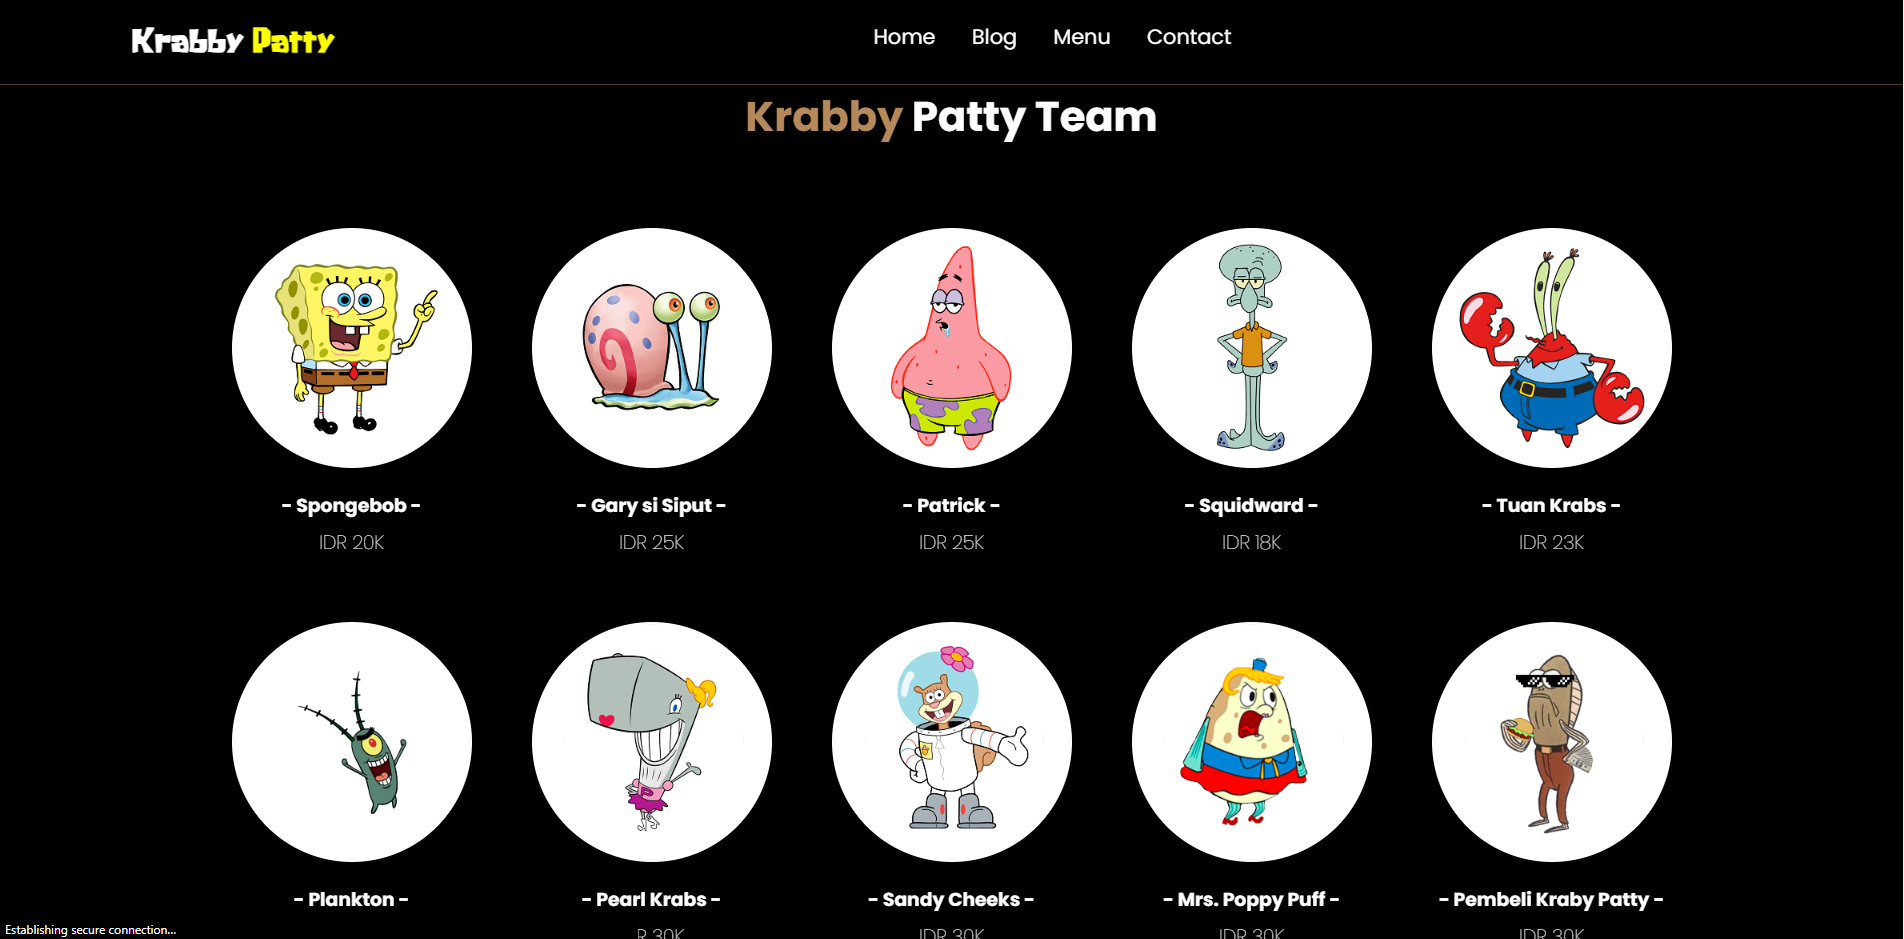 Krabby Patty
Home Blog Menu Contact
Krabby Patty Team
- Spongebob - - Gary si Siput - - Patrick - - Squidward - - Tuan Krabs -
IDR 20K IDR 25K IDR 25K IDR 18K IDR 23K
- Plankton - - Pearl Krabs - - Sandy Cheeks - - Mrs. Poppy Puff - - Pembeli Kraby Patty -
R 30K IDR 30K IDR 30K IDR 30K
Establishing secure connection...